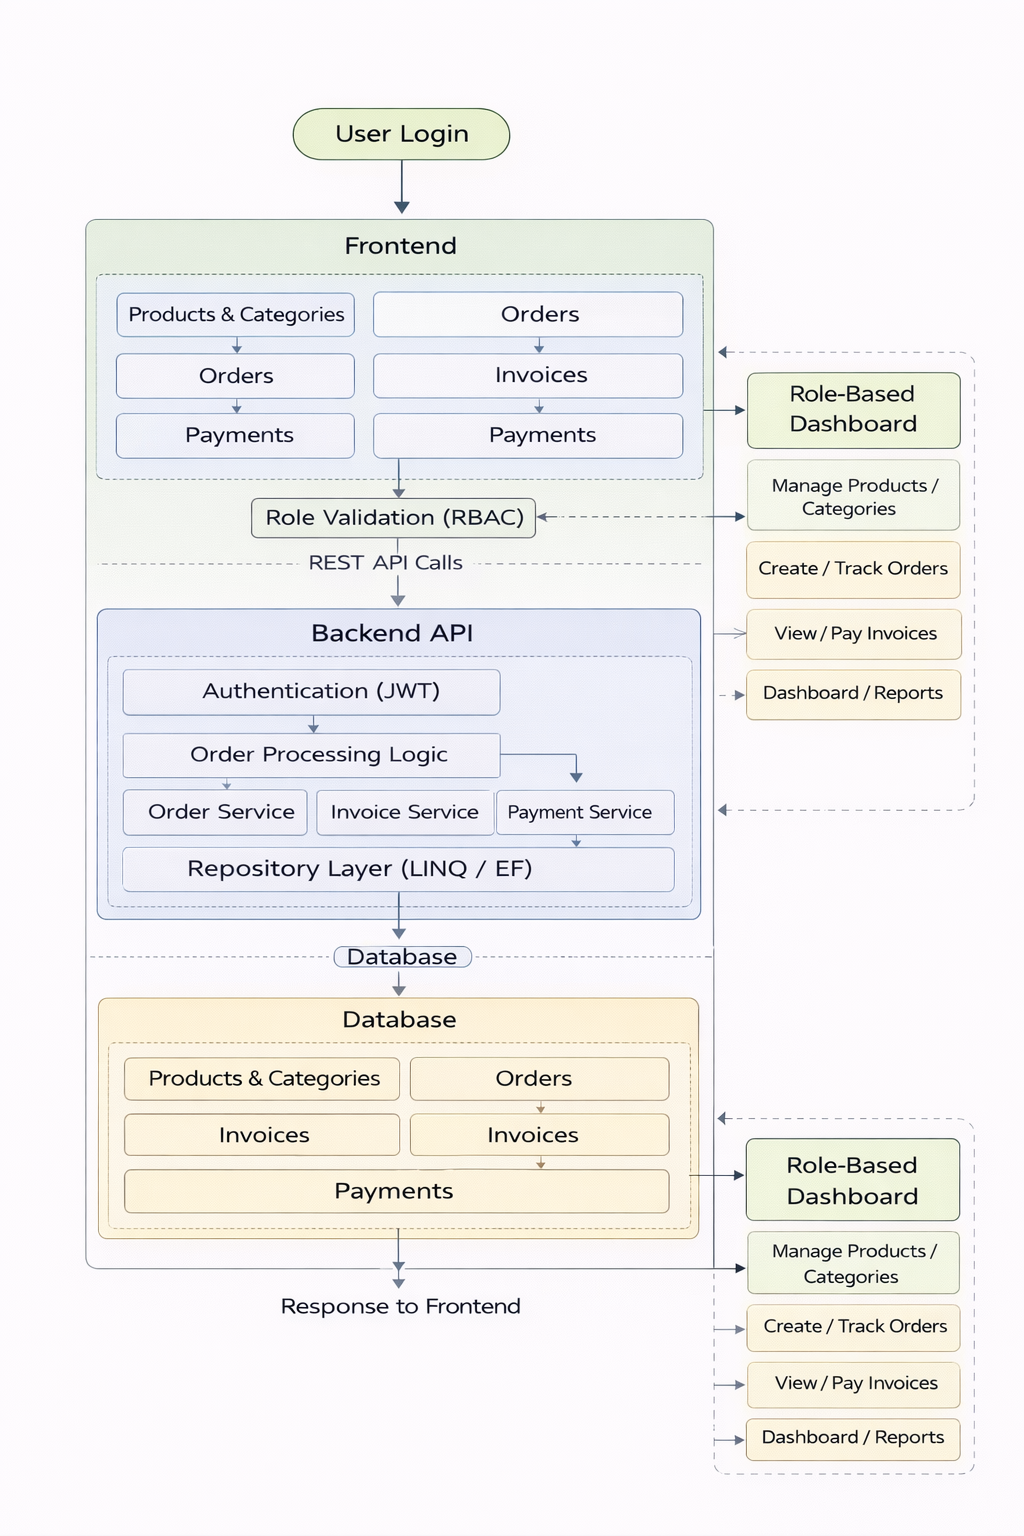 User Login
Frontend
Products & Categories
Orders
Payments
Orders
Invoices
Payments
Role Validation (RBAC)
REST API Calls
Role-Based
Dashboard
Manage Products /
Categories
Create / Track Orders
View / Pay Invoices
Dashboard / Reports
Backend API
Authentication (JWT)
Order Processing Logic
Order Service
Invoice Service
Payment Service
Repository Layer (LINQ / EF)
Database
Database
Products & Categories
Orders
Invoices
Invoices
Payments
Response to Frontend
Role-Based
Dashboard
Manage Products /
Categories
Create / Track Orders
View / Pay Invoices
Dashboard / Reports